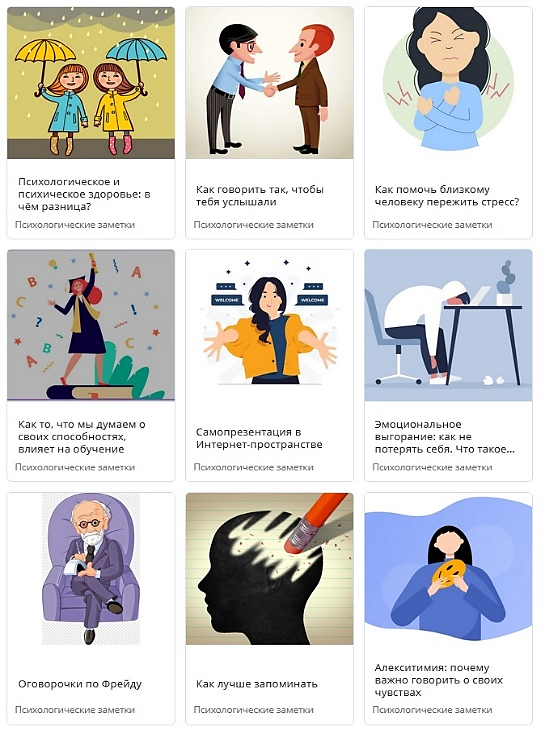 Психологическое и
психическое здоровье: в
чём разница?
Психологические заметки
Как говорить так, чтобы
тебя услышали
Психологические заметки
Как помочь близкому
человеку пережить стресс?
Психологические заметки
B
A
C
?
!
A
B
C
Как то, что мы думаем о
своих способностях,
влияет на обучение
Психологические заметки
WELCOME
WELCOME
Самопрезентация в
Интернет-пространстве
Психологические заметки
Эмоциональное
выгорание: как не
потерять себя. Что такое...
Психологические заметки
Оговорочки по Фрейду
Психологические заметки
Как лучше запоминать
Психологические заметки
Алекситимия: почему
важно говорить о своих
чувствах
Психологические заметки